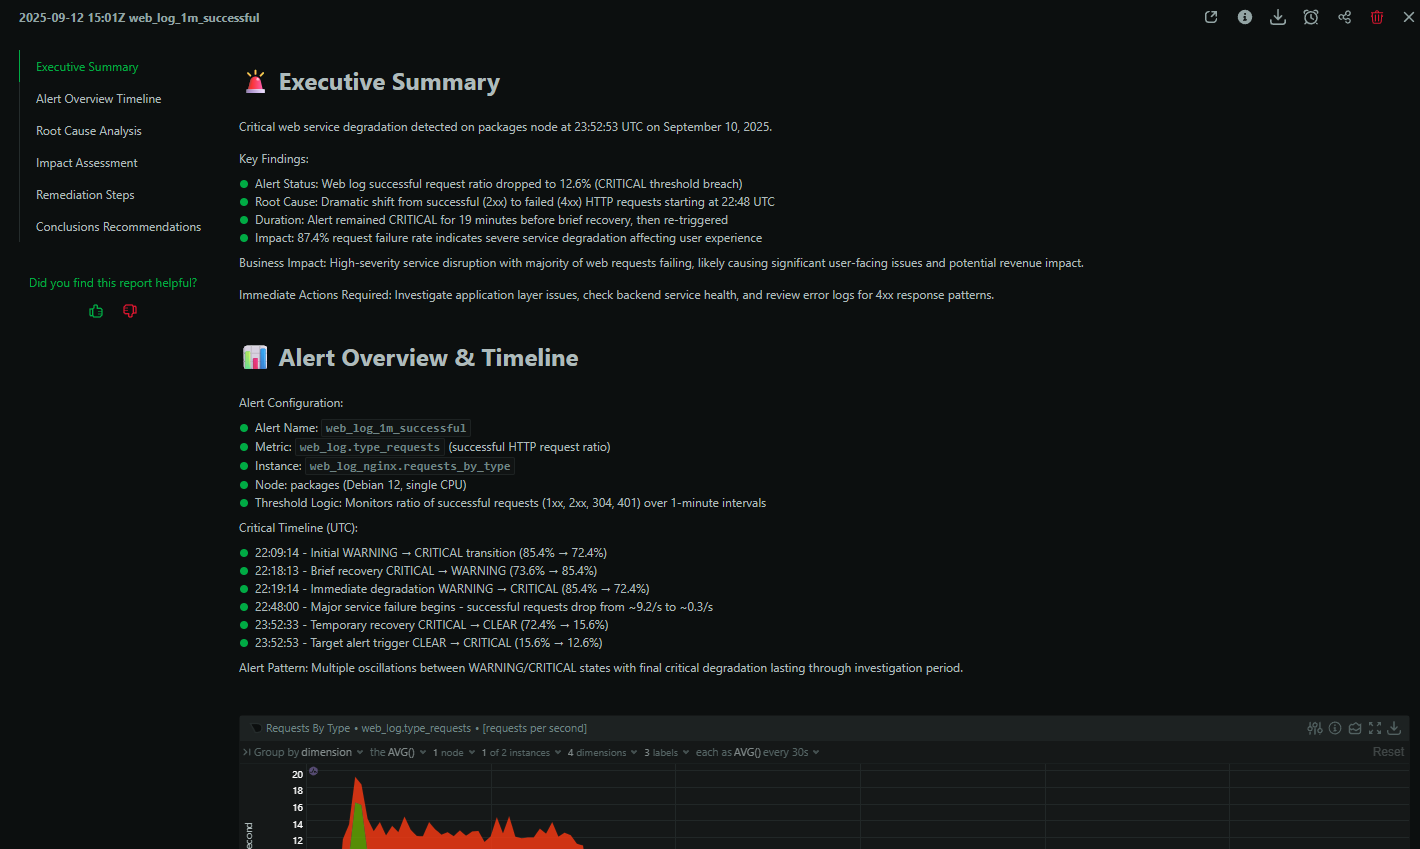 2025-09-12 15:01Z web_log_1m_successful
Executive Summary
Alert Overview Timeline
Root Cause Analysis
Impact Assessment
Remediation Steps
Conclusions Recommendations
Did you find this report helpful?
Executive Summary
Critical web service degradation detected on packages node at 23:52:53 UTC on September 10, 2025.
Key Findings:
Alert Status: Web log successful request ratio dropped to 12.6% (CRITICAL threshold breach)
Root Cause: Dramatic shift from successful (2xx) to failed (4xx) HTTP requests starting at 22:48 UTC
Duration: Alert remained CRITICAL for 19 minutes before brief recovery, then re-triggered
Impact: 87.4% request failure rate indicates severe service degradation affecting user experience
Business Impact: High-severity service disruption with majority of web requests failing, likely causing significant user-facing issues and potential revenue impact.
Immediate Actions Required: Investigate application layer issues, check backend service health, and review error logs for 4xx response patterns.
Alert Overview & Timeline
Alert Configuration:
Alert Name: web_log_1m_successful
Metric: web_log.type_requests (successful HTTP request ratio)
Instance: web_log_nginx.requests_by_type
Node: packages (Debian 12, single CPU)
Threshold Logic: Monitors ratio of successful requests (1xx, 2xx, 304, 401) over 1-minute intervals
Critical Timeline (UTC):
22:09:14 - Initial WARNING → CRITICAL transition (85.4% → 72.4%)
22:18:13 - Brief recovery CRITICAL → WARNING (73.6% → 85.4%)
22:19:14 - Immediate degradation WARNING → CRITICAL (85.4% → 72.4%)
22:48:00 - Major service failure begins - successful requests drop from ~9.2/s to ~0.3/s
23:52:33 - Temporary recovery CRITICAL → CLEAR (72.4% → 15.6%)
23:52:53 - Target alert trigger CLEAR → CRITICAL (15.6% → 12.6%)
Alert Pattern: Multiple oscillations between WARNING/CRITICAL states with final critical degradation lasting through investigation period.
Requests By Type • web_log.type_requests • [requests per second]
Group by dimension the AVG() 1 node 1 of 2 instances 4 dimensions 3 labels each as AVG() every 30s Reset
20
18
16
14
12